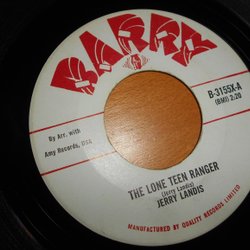 BARRY
B-3155X-A
(BMI) 2:20
By Arr. with
Amy Records, USA
THE LONE TEEN RANGER
(Jerry Landis)
JERRY LANDIS
MANUFACTURED BY QUALITY RECORDS LIMITED